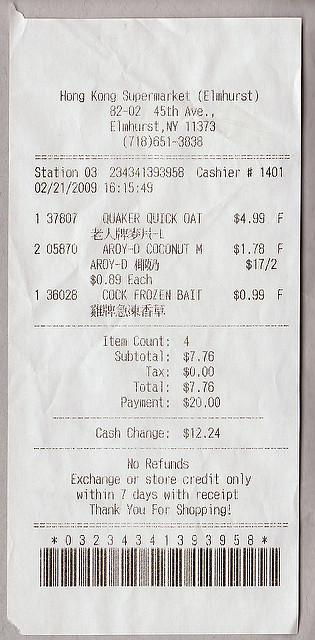 Hong Kong Supermarket (Elmhurst)
82-02 45th Ave.,
Elmhurst,NY 11373
(718)651-3838
Station 03 234341393958 Cashier # 1401
02/21/2009 16:15:49
1 37807 QUAKER QUICK OAT $4.99 F
老人牌麥片-L
2 05870 AROY-D COCONUT M $1.78 F
AROY-D 椰奶 $17/2
$0.89 Each
1 36028 COCK FROZEN BAIT $0.99 F
雞牌急凍香草
Item Count: 4
Subtotal: $7.76
Tax: $0.00
Total: $7.76
Payment: $20.00
Cash Change: $12.24
No Refunds
Exchange or store credit only
within 7 days with receipt
Thank You For Shopping!
*03234341393958*